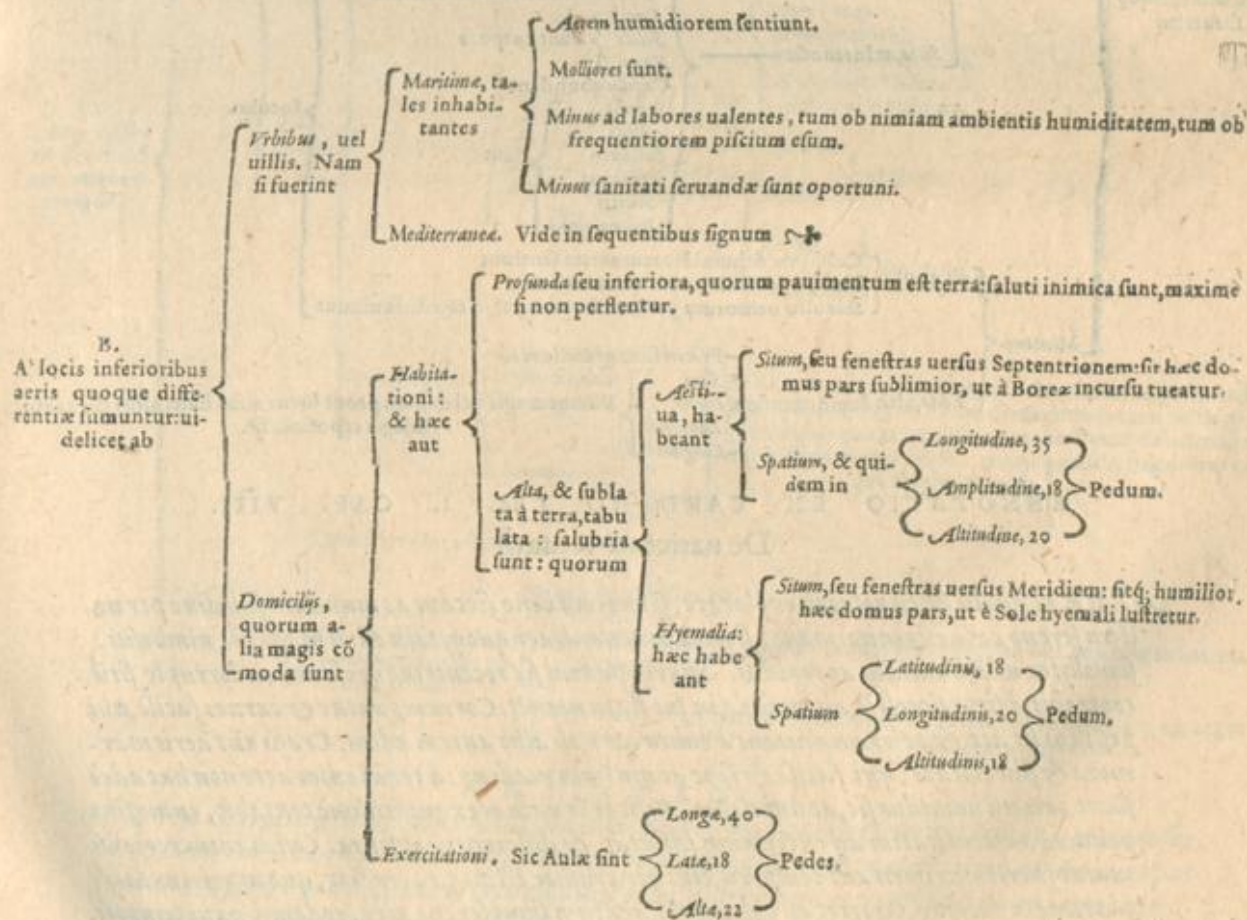 B.
A' locis inferioribus
aeris quoque diffe-
rentiæ sumuntur: ui-
delicet ab
Vrbibus, uel
uillis. Nam
si fuerint
Maritimæ, ta-
les inhabi-
tantes
Aerem humidiorem sentiunt.
Molliores sunt.
Minus ad labores ualentes, tum ob nimiam ambientis humiditatem, tum ob
frequentiorem piscium esum.
Minus sanitati seruandæ sunt oportuni.
Mediterraneæ. Vide in sequentibus signum
Domicilijs,
quorum a-
lia magis cō
moda sunt
Habita-
tioni:
& hæc
aut
Profunda seu inferiora, quorum pauimentum est terra: saluti inimica sunt, maximè
si non perflentur.
Alta, & subla
ta à terra, tabu
lata: salubria
sunt: quorum
Aesti-
ua, ha-
beant
Situm, seu fenestras uersus Septentrionem: sit hæc do-
mus pars sublimior, ut à Boreæ incursu tueatur.
Spatium, & qui-
dem in
Longitudine, 35
Amplitudine, 18
Altitudine, 20
Pedum.
Hyemalia:
hæc habe
ant
Situm, seu fenestras uersus Meridiem: sitq; humilior
hæc domus pars, ut è Sole hyemali lustretur.
Spatium
Latitudinis, 18
Longitudinis, 20
Altitudinis, 18
Pedum.
Exercitationi. Sic Aulæ sint
Longæ, 40
Latæ, 18
Altæ, 22
Pedes.